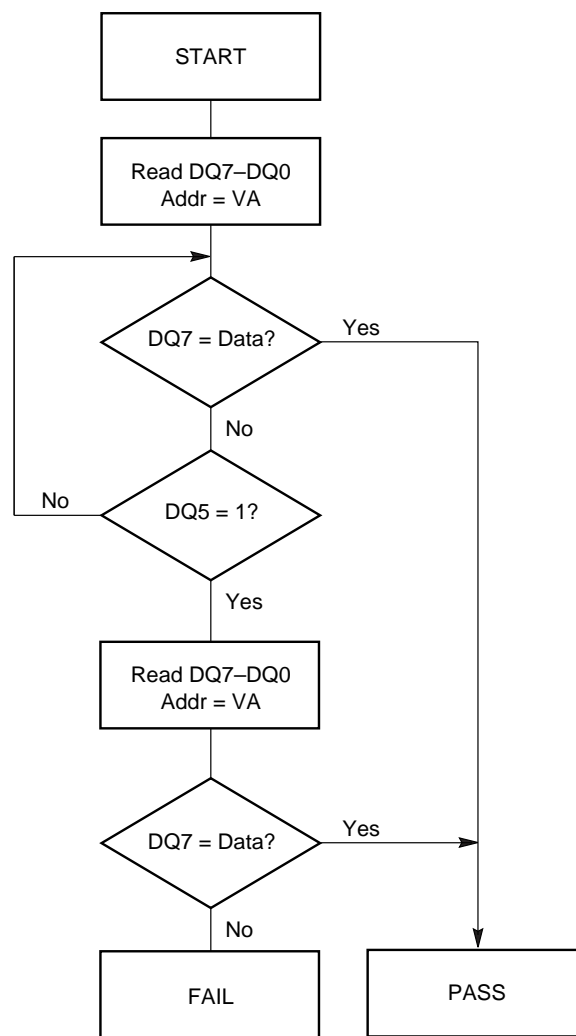 START
Read DQ7–DQ0
Addr = VA
DQ7 = Data?
Yes
No
No
DQ5 = 1?
Yes
Read DQ7–DQ0
Addr = VA
DQ7 = Data?
Yes
No
FAIL
PASS